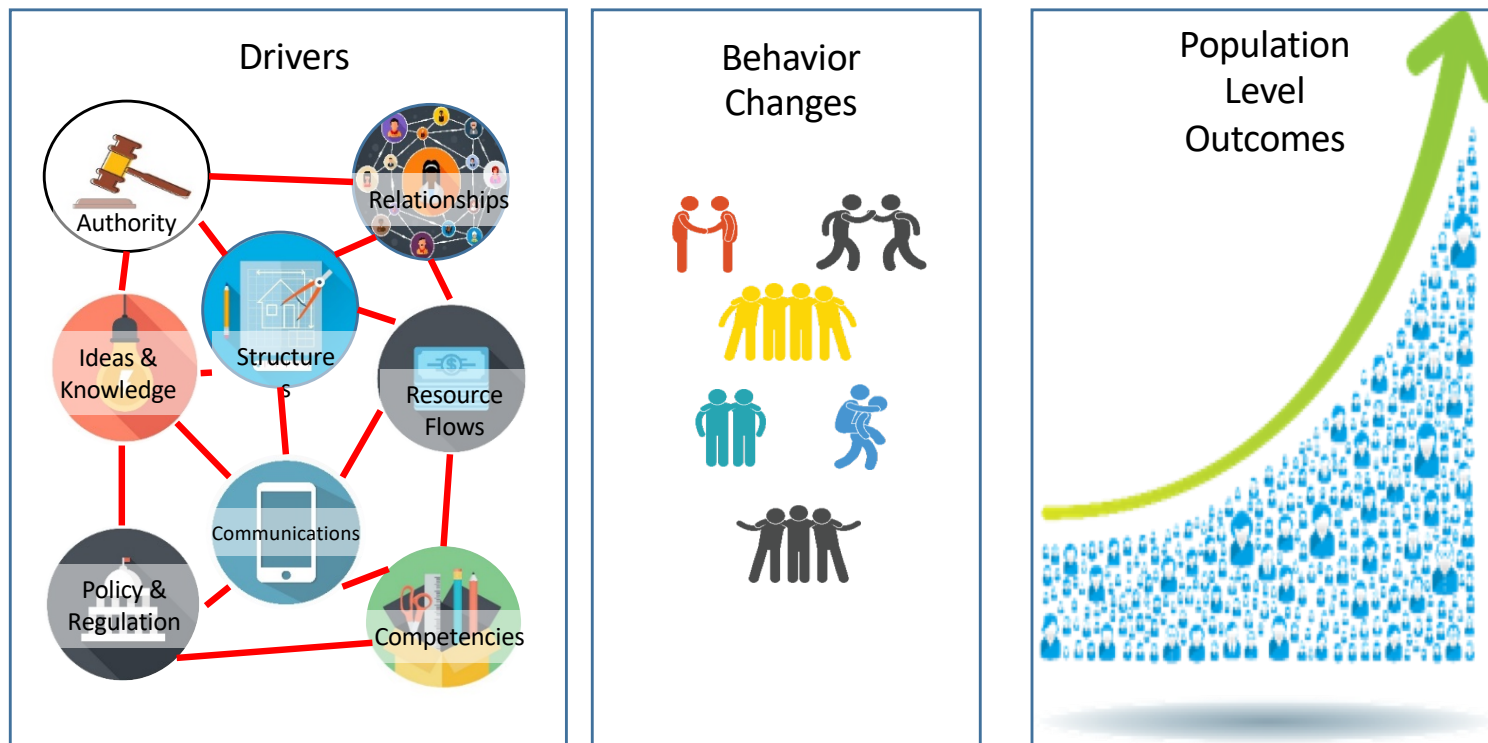 Drivers
Authority
Relationships
Ideas &
Knowledge
Structure
s
Resource
Flows
Communications
Policy &
Regulation
Competencies
Behavior
Changes
Population
Level
Outcomes